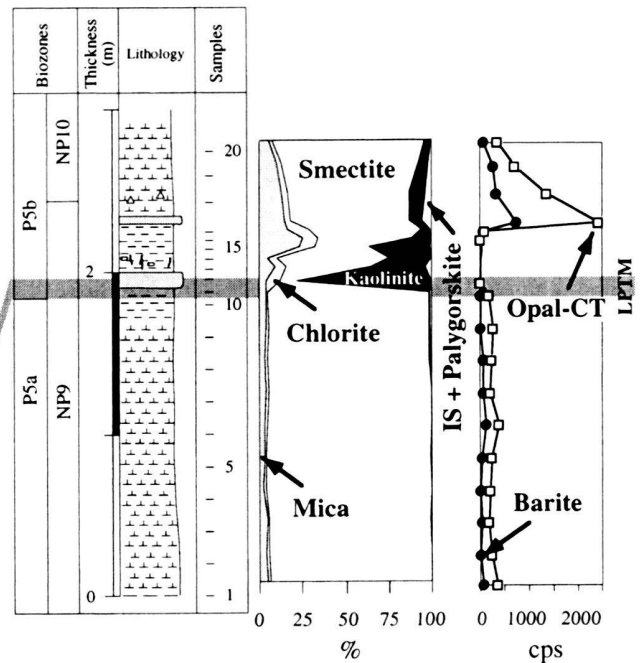 Biozones
Thickness
(m)
Lithology
Samples
P5b
NP10
P5a
NP9
2
0
20
15
10
5
1
Smectite
Kaolinite
Chlorite
Mica
IS + Palygorskite
0 25 50 75 100
%
Opal-CT
Barite
LPTM
0 1000 2500
cps